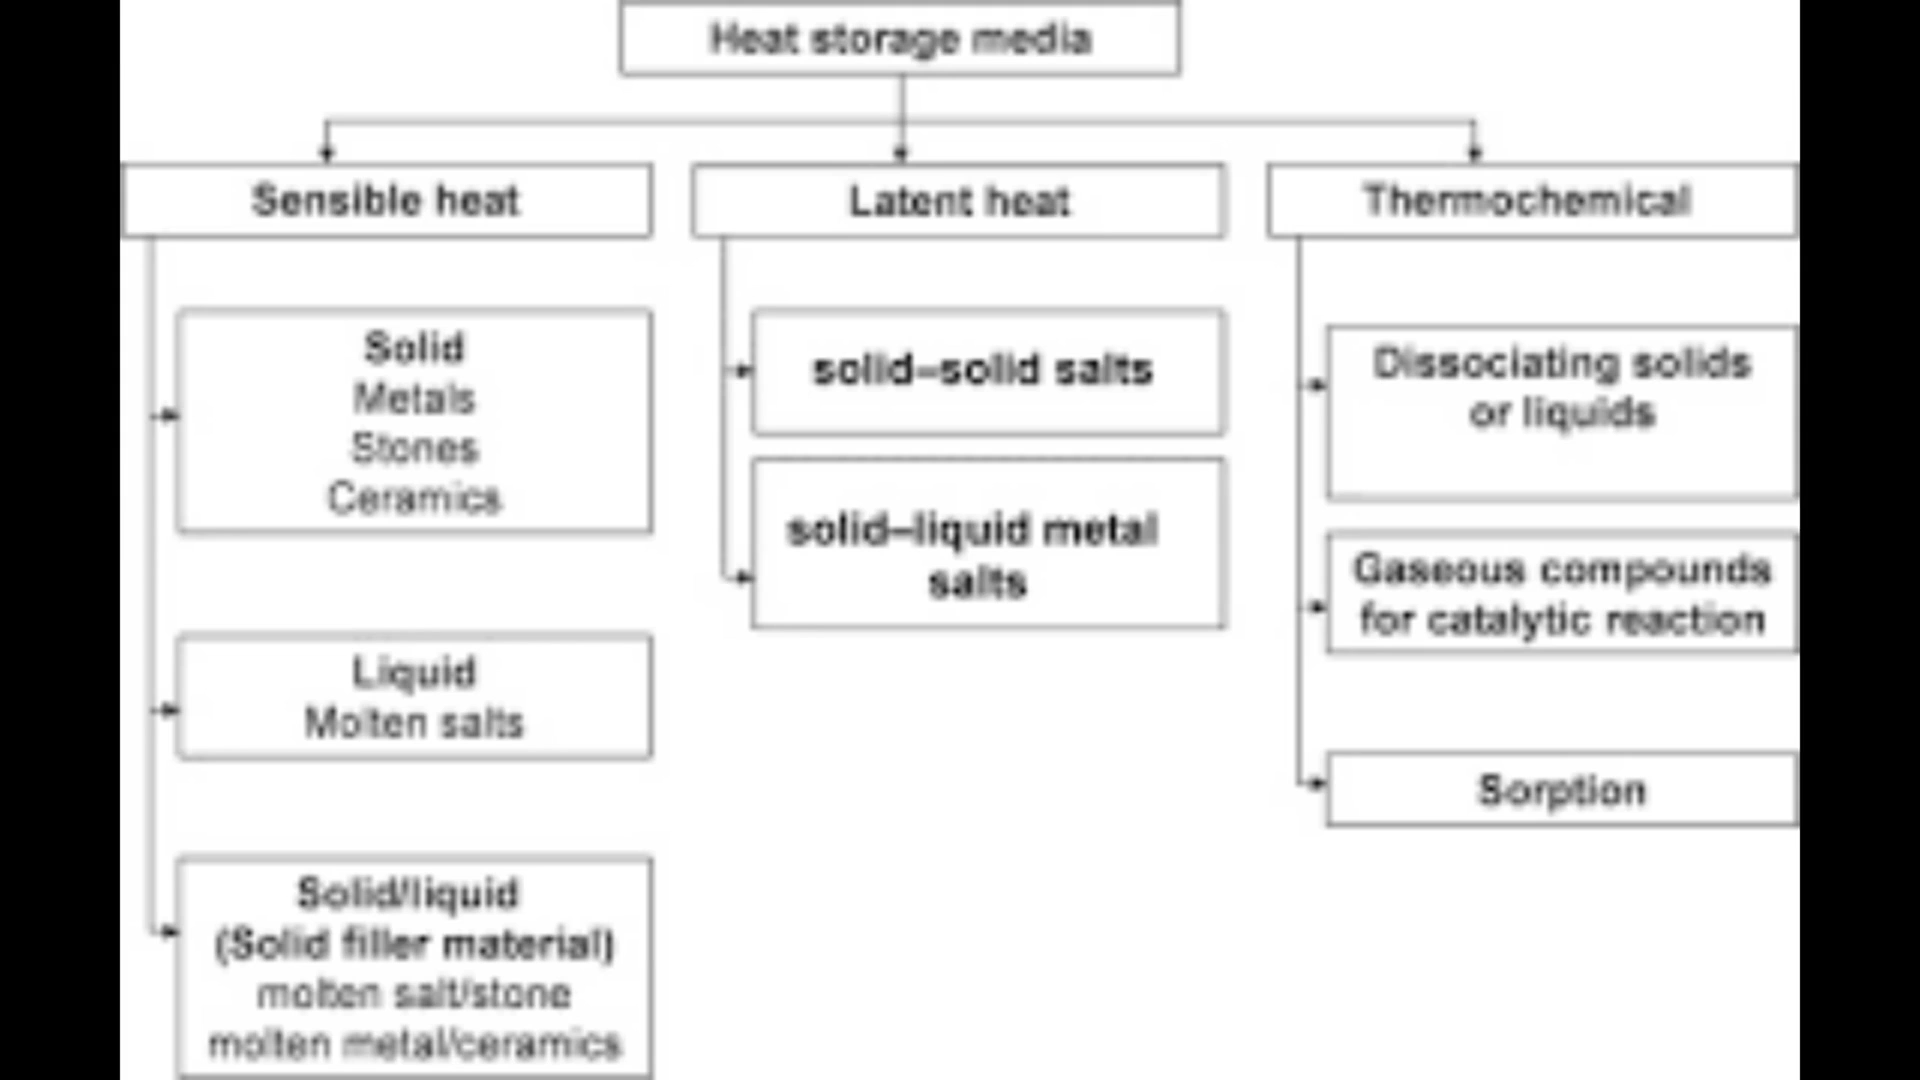 Heat storage media
Sensible heat
Solid
Metals
Stones
Ceramics
Liquid
Molten salts
Solid/liquid
(Solid filler material)
molten salt/stone
molten metal/ceramics
Latent heat
solid–solid salts
solid–liquid metal
salts
Thermochemical
Dissociating solids
or liquids
Gaseous compounds
for catalytic reaction
Sorption